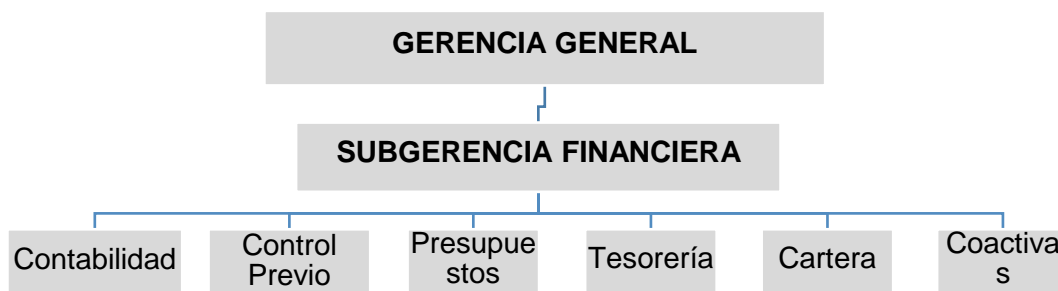 GERENCIA GENERAL
SUBGERENCIA FINANCIERA
Contabilidad
Control
Previo
Presupue
stos
Tesorería
Cartera
Coactiva
s